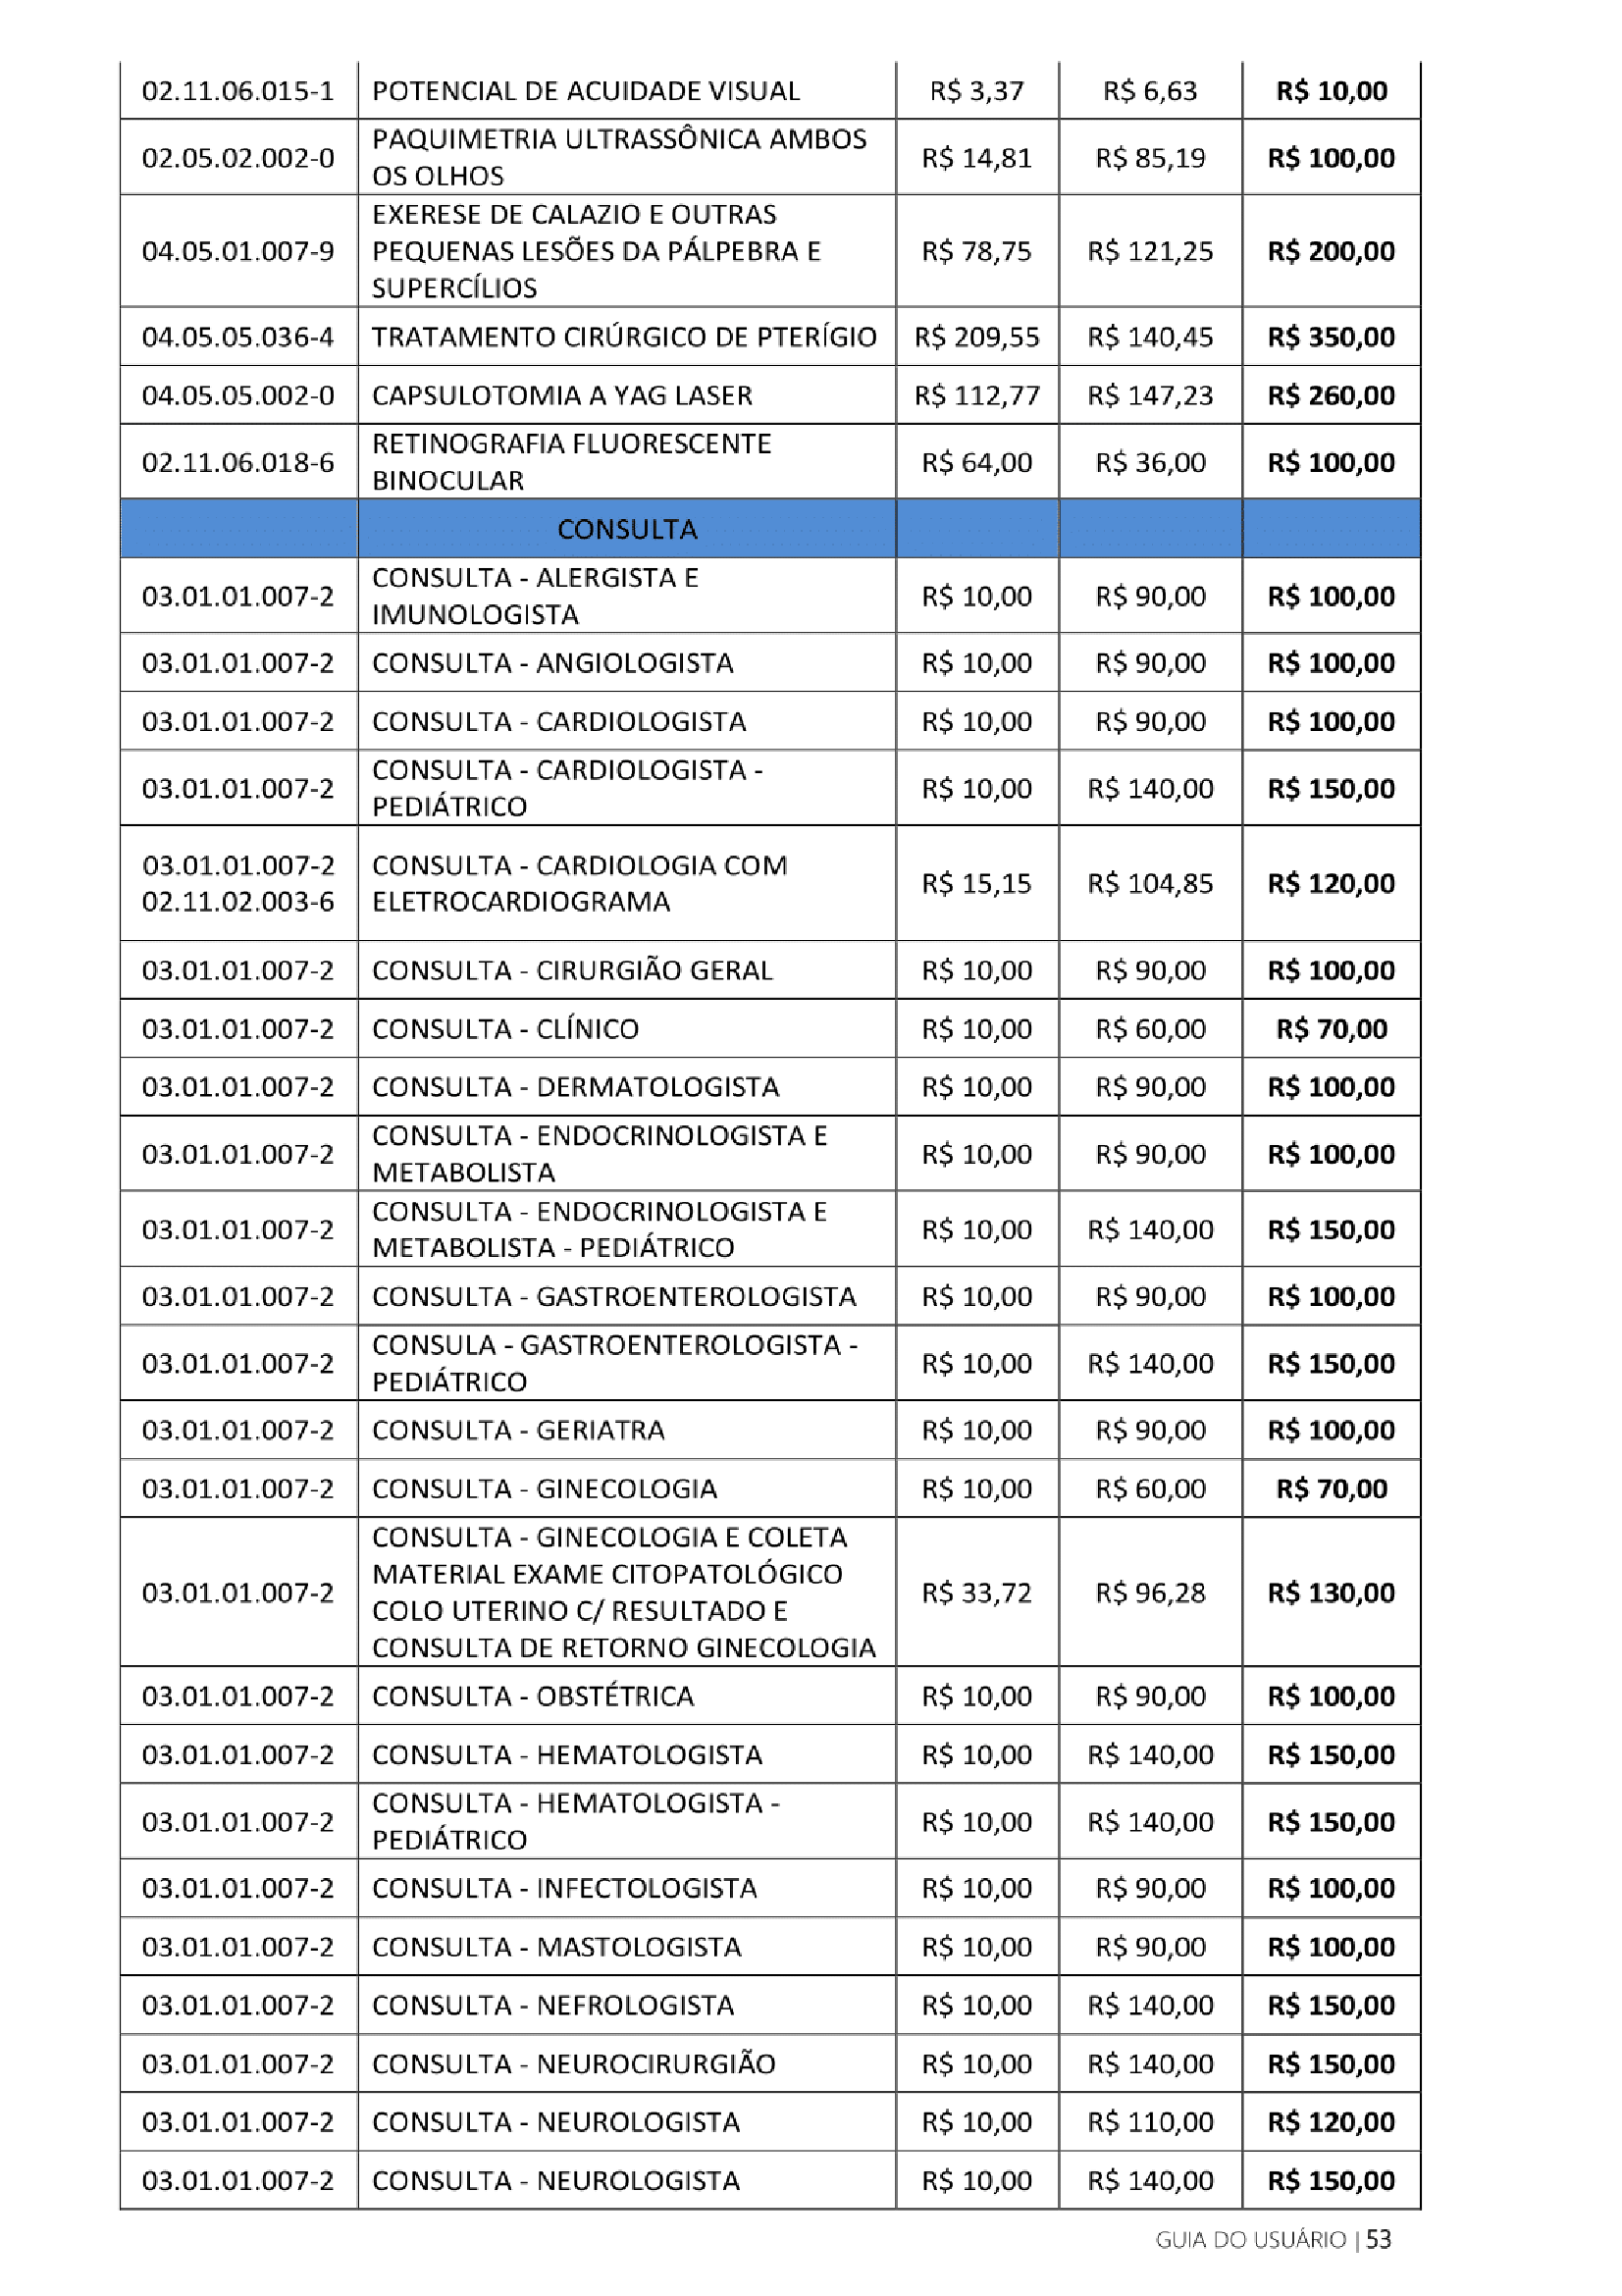 02.11.06.015-1 POTENCIAL DE ACUIDADE VISUAL R$ 3,37 R$ 6,63 R$ 10,00
PAQUIMETRIA ULTRASSÔNICA AMBOS
02.05.02.002-0 R$ 14,81 R$ 85,19 R$ 100,00
OS OLHOS
EXERESE DE CALAZIO E OUTRAS
04.05.01.007-9 PEQUENAS LESÕES DA PÁLPEBRA E R$ 78,75 R$ 121,25 R$ 200,00
SUPERCÍLIOS
04.05.05.036-4 TRATAMENTO CIRÚRGICO DE PTERÍGIO R$ 209,55 R$ 140,45 R$ 350,00
04.05.05.002-0 CAPSULOTOMIA A YAG LASER R$ 112,77 R$ 147,23 R$ 260,00
RETINOGRAFIA FLUORESCENTE
02.11.06.018-6 R$ 64,00 R$ 36,00 R$ 100,00
BINOCULAR
CONSULTA
CONSULTA - ALERGISTA E
03.01.01.007-2 R$ 10,00 R$ 90,00 R$ 100,00
IMUNOLOGISTA
03.01.01.007-2 CONSULTA - ANGIOLOGISTA R$ 10,00 R$ 90,00 R$ 100,00
03.01.01.007-2 CONSULTA - CARDIOLOGISTA R$ 10,00 R$ 90,00 R$ 100,00
CONSULTA - CARDIOLOGISTA -
03.01.01.007-2 R$ 10,00 R$ 140,00 R$ 150,00
PEDIÁTRICO
03.01.01.007-2 CONSULTA - CARDIOLOGIA COM
R$ 15,15 R$ 104,85 R$ 120,00
02.11.02.003-6 ELETROCARDIOGRAMA
03.01.01.007-2 CONSULTA - CIRURGIÃO GERAL R$ 10,00 R$ 90,00 R$ 100,00
03.01.01.007-2 CONSULTA - CLÍNICO R$ 10,00 R$ 60,00 R$ 70,00
03.01.01.007-2 CONSULTA - DERMATOLOGISTA R$ 10,00 R$ 90,00 R$ 100,00
CONSULTA - ENDOCRINOLOGISTA E
03.01.01.007-2 R$ 10,00 R$ 90,00 R$ 100,00
METABOLISTA
CONSULTA - ENDOCRINOLOGISTA E
03.01.01.007-2 R$ 10,00 R$ 140,00 R$ 150,00
METABOLISTA - PEDIÁTRICO
03.01.01.007-2 CONSULTA - GASTROENTEROLOGISTA R$ 10,00 R$ 90,00 R$ 100,00
CONSULA - GASTROENTEROLOGISTA -
03.01.01.007-2 R$ 10,00 R$ 140,00 R$ 150,00
PEDIÁTRICO
03.01.01.007-2 CONSULTA - GERIATRA R$ 10,00 R$ 90,00 R$ 100,00
03.01.01.007-2 CONSULTA - GINECOLOGIA R$ 10,00 R$ 60,00 R$ 70,00
CONSULTA - GINECOLOGIA E COLETA
MATERIAL EXAME CITOPATOLÓGICO
03.01.01.007-2 R$ 33,72 R$ 96,28 R$ 130,00
COLO UTERINO C/ RESULTADO E
CONSULTA DE RETORNO GINECOLOGIA
03.01.01.007-2 CONSULTA - OBSTÉTRICA R$ 10,00 R$ 90,00 R$ 100,00
03.01.01.007-2 CONSULTA - HEMATOLOGISTA R$ 10,00 R$ 140,00 R$ 150,00
CONSULTA - HEMATOLOGISTA -
03.01.01.007-2 R$ 10,00 R$ 140,00 R$ 150,00
PEDIÁTRICO
03.01.01.007-2 CONSULTA - INFECTOLOGISTA R$ 10,00 R$ 90,00 R$ 100,00
03.01.01.007-2 CONSULTA - MASTOLOGISTA R$ 10,00 R$ 90,00 R$ 100,00
03.01.01.007-2 CONSULTA - NEFROLOGISTA R$ 10,00 R$ 140,00 R$ 150,00
03.01.01.007-2 CONSULTA - NEUROCIRURGIÃO R$ 10,00 R$ 140,00 R$ 150,00
03.01.01.007-2 CONSULTA - NEUROLOGISTA R$ 10,00 R$ 110,00 R$ 120,00
03.01.01.007-2 CONSULTA - NEUROLOGISTA R$ 10,00 R$ 140,00 R$ 150,00
GUIA DO USUÁRIO | 53